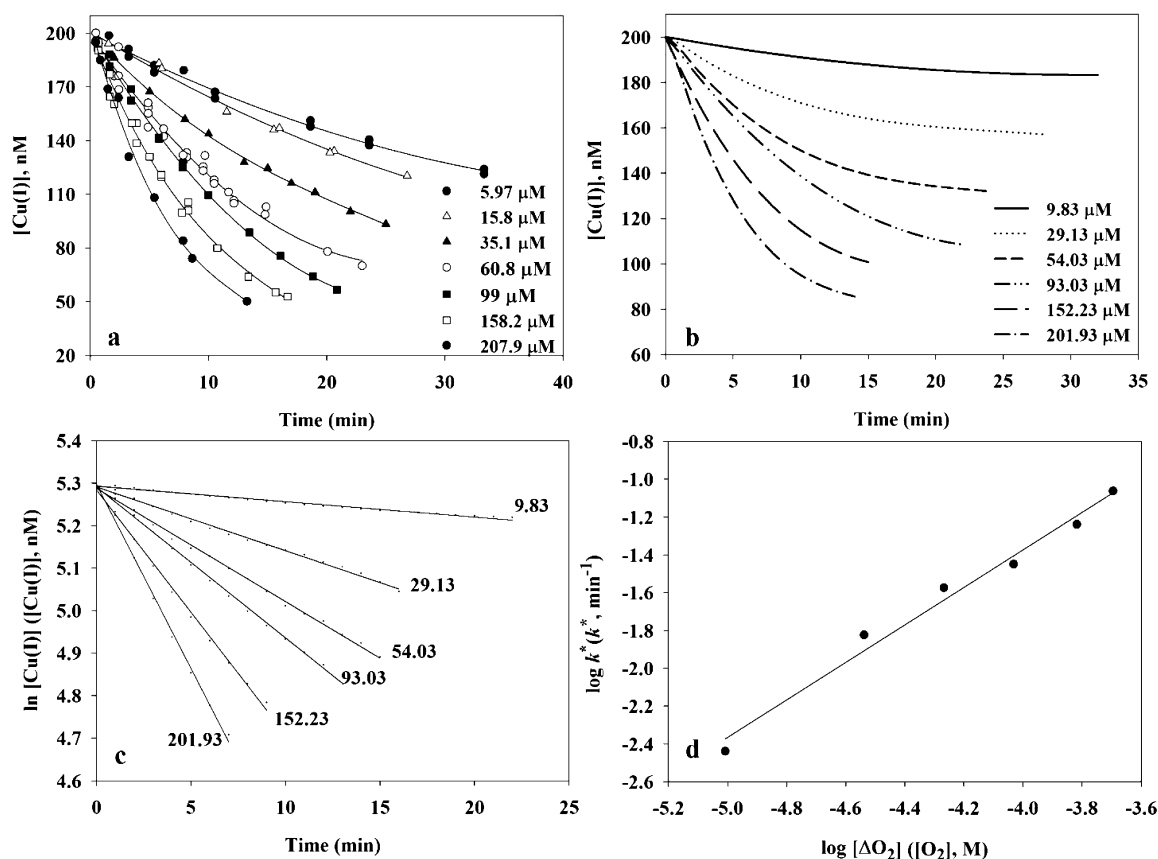 [Cu(I)], nM
200
170
140
110
80
50
20
5.97 μM
15.8 μM
35.1 μM
60.8 μM
99 μM
158.2 μM
207.9 μM
a
0 10 20 30 40
Time (min)
[Cu(I)], nM
200
180
160
140
120
100
80
60
9.83 μM
29.13 μM
54.03 μM
93.03 μM
152.23 μM
201.93 μM
b
0 5 10 15 20 25 30 35
Time (min)
ln [Cu(I)] ([Cu(I)], nM)
5.4
5.3
5.2
5.1
5.0
4.9
4.8
4.7
4.6
9.83
29.13
54.03
93.03
152.23
201.93
c
0 5 10 15 20 25
Time (min)
log k* (k*, min⁻¹)
-0.8
-1.0
-1.2
-1.4
-1.6
-1.8
-2.0
-2.2
-2.4
-2.6
d
-5.2 -5.0 -4.8 -4.6 -4.4 -4.2 -4.0 -3.8 -3.6
log [ΔO₂] ([O₂], M)